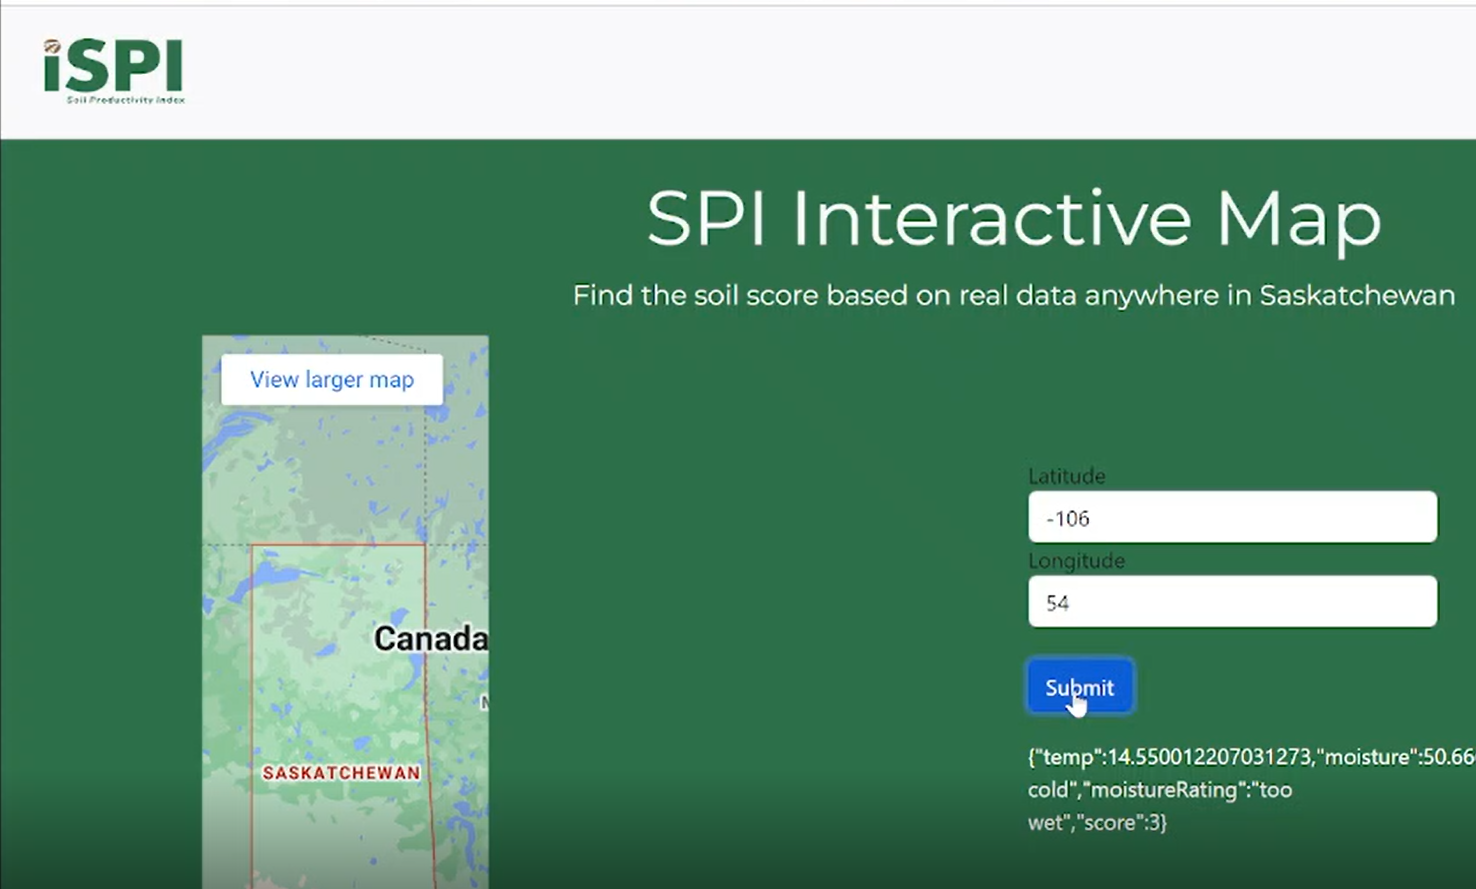 iSPI
Soil Productivity Index
SPI Interactive Map
Find the soil score based on real data anywhere in Saskatchewan
View larger map
Canada
SASKATCHEWAN
Latitude
-106
Longitude
54
Submit
{"temp":14.550012207031273,"moisture":50.66
cold","moistureRating":"too
wet","score":3}